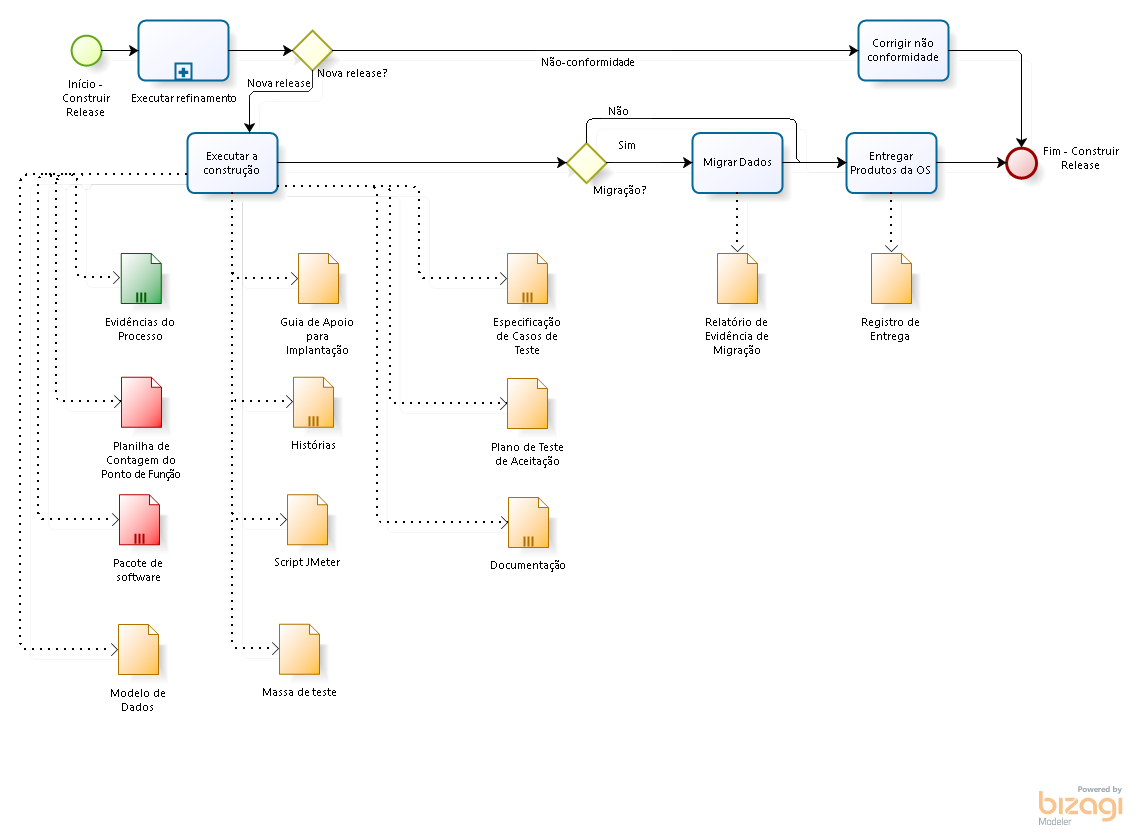 Início -
Construir
Release
Executar refinamento
Nova release?
Nova release
Não-conformidade
Corrigir não
conformidade
Executar a
construção
Não
Sim
Migração?
Migrar Dados
Entregar
Produtos da OS
Fim - Construir
Release
Evidências do
Processo
Guia de Apoio
para
Implantação
Especificação
de Casos de
Teste
Relatório de
Evidência de
Migração
Registro de
Entrega
Planilha de
Contagem do
Ponto de Função
Histórias
Plano de Teste
de Aceitação
Pacote de
software
Script JMeter
Documentação
Modelo de
Dados
Massa de teste
Powered by
bizagi
Modeler